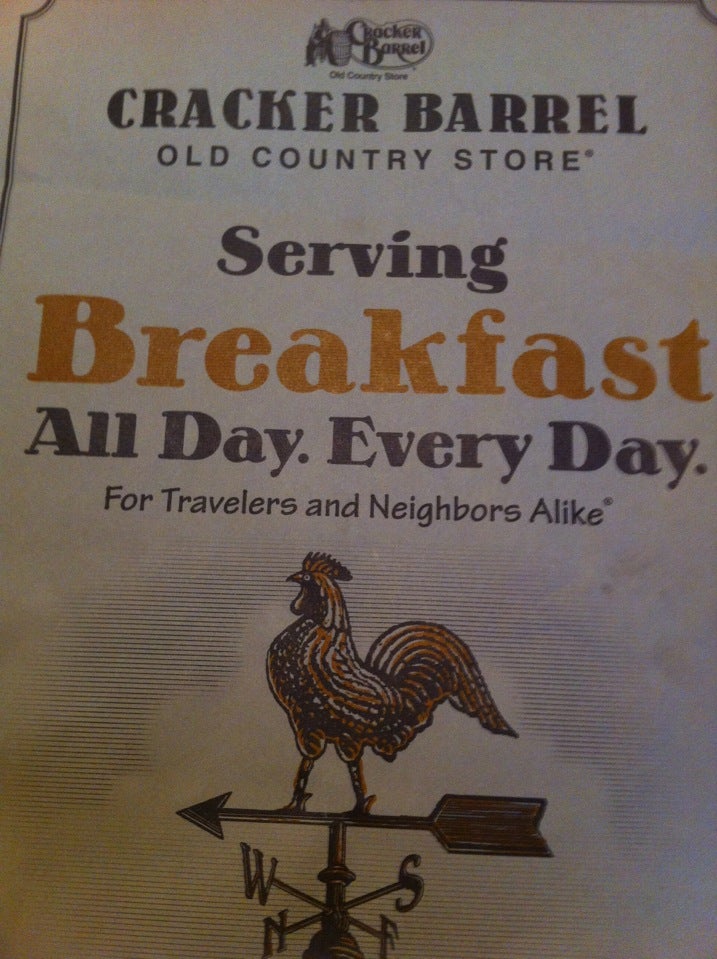 Cracker
Barrel
Old Country Store
CRACKER BARREL
OLD COUNTRY STORE®
Serving
Breakfast
All Day. Every Day.
For Travelers and Neighbors Alike®
W S
N E